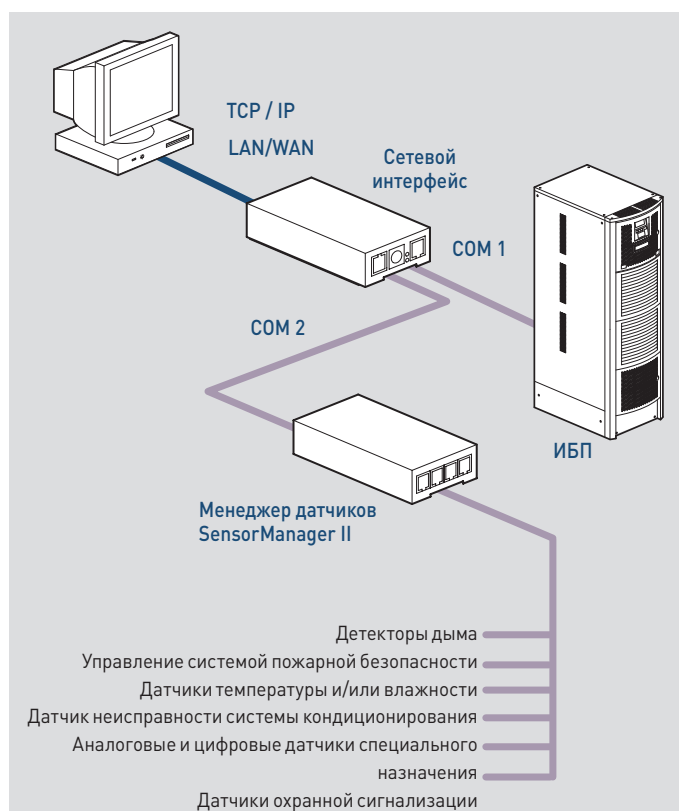 TCP / IP
LAN/WAN
Сетевой
интерфейс
COM 1
COM 2
ИБП
Менеджер датчиков
SensorManager II
Детекторы дыма
Управление системой пожарной безопасности
Датчики температуры и/или влажности
Датчик неисправности системы кондиционирования
Аналоговые и цифровые датчики специального
назначения
Датчики охранной сигнализации